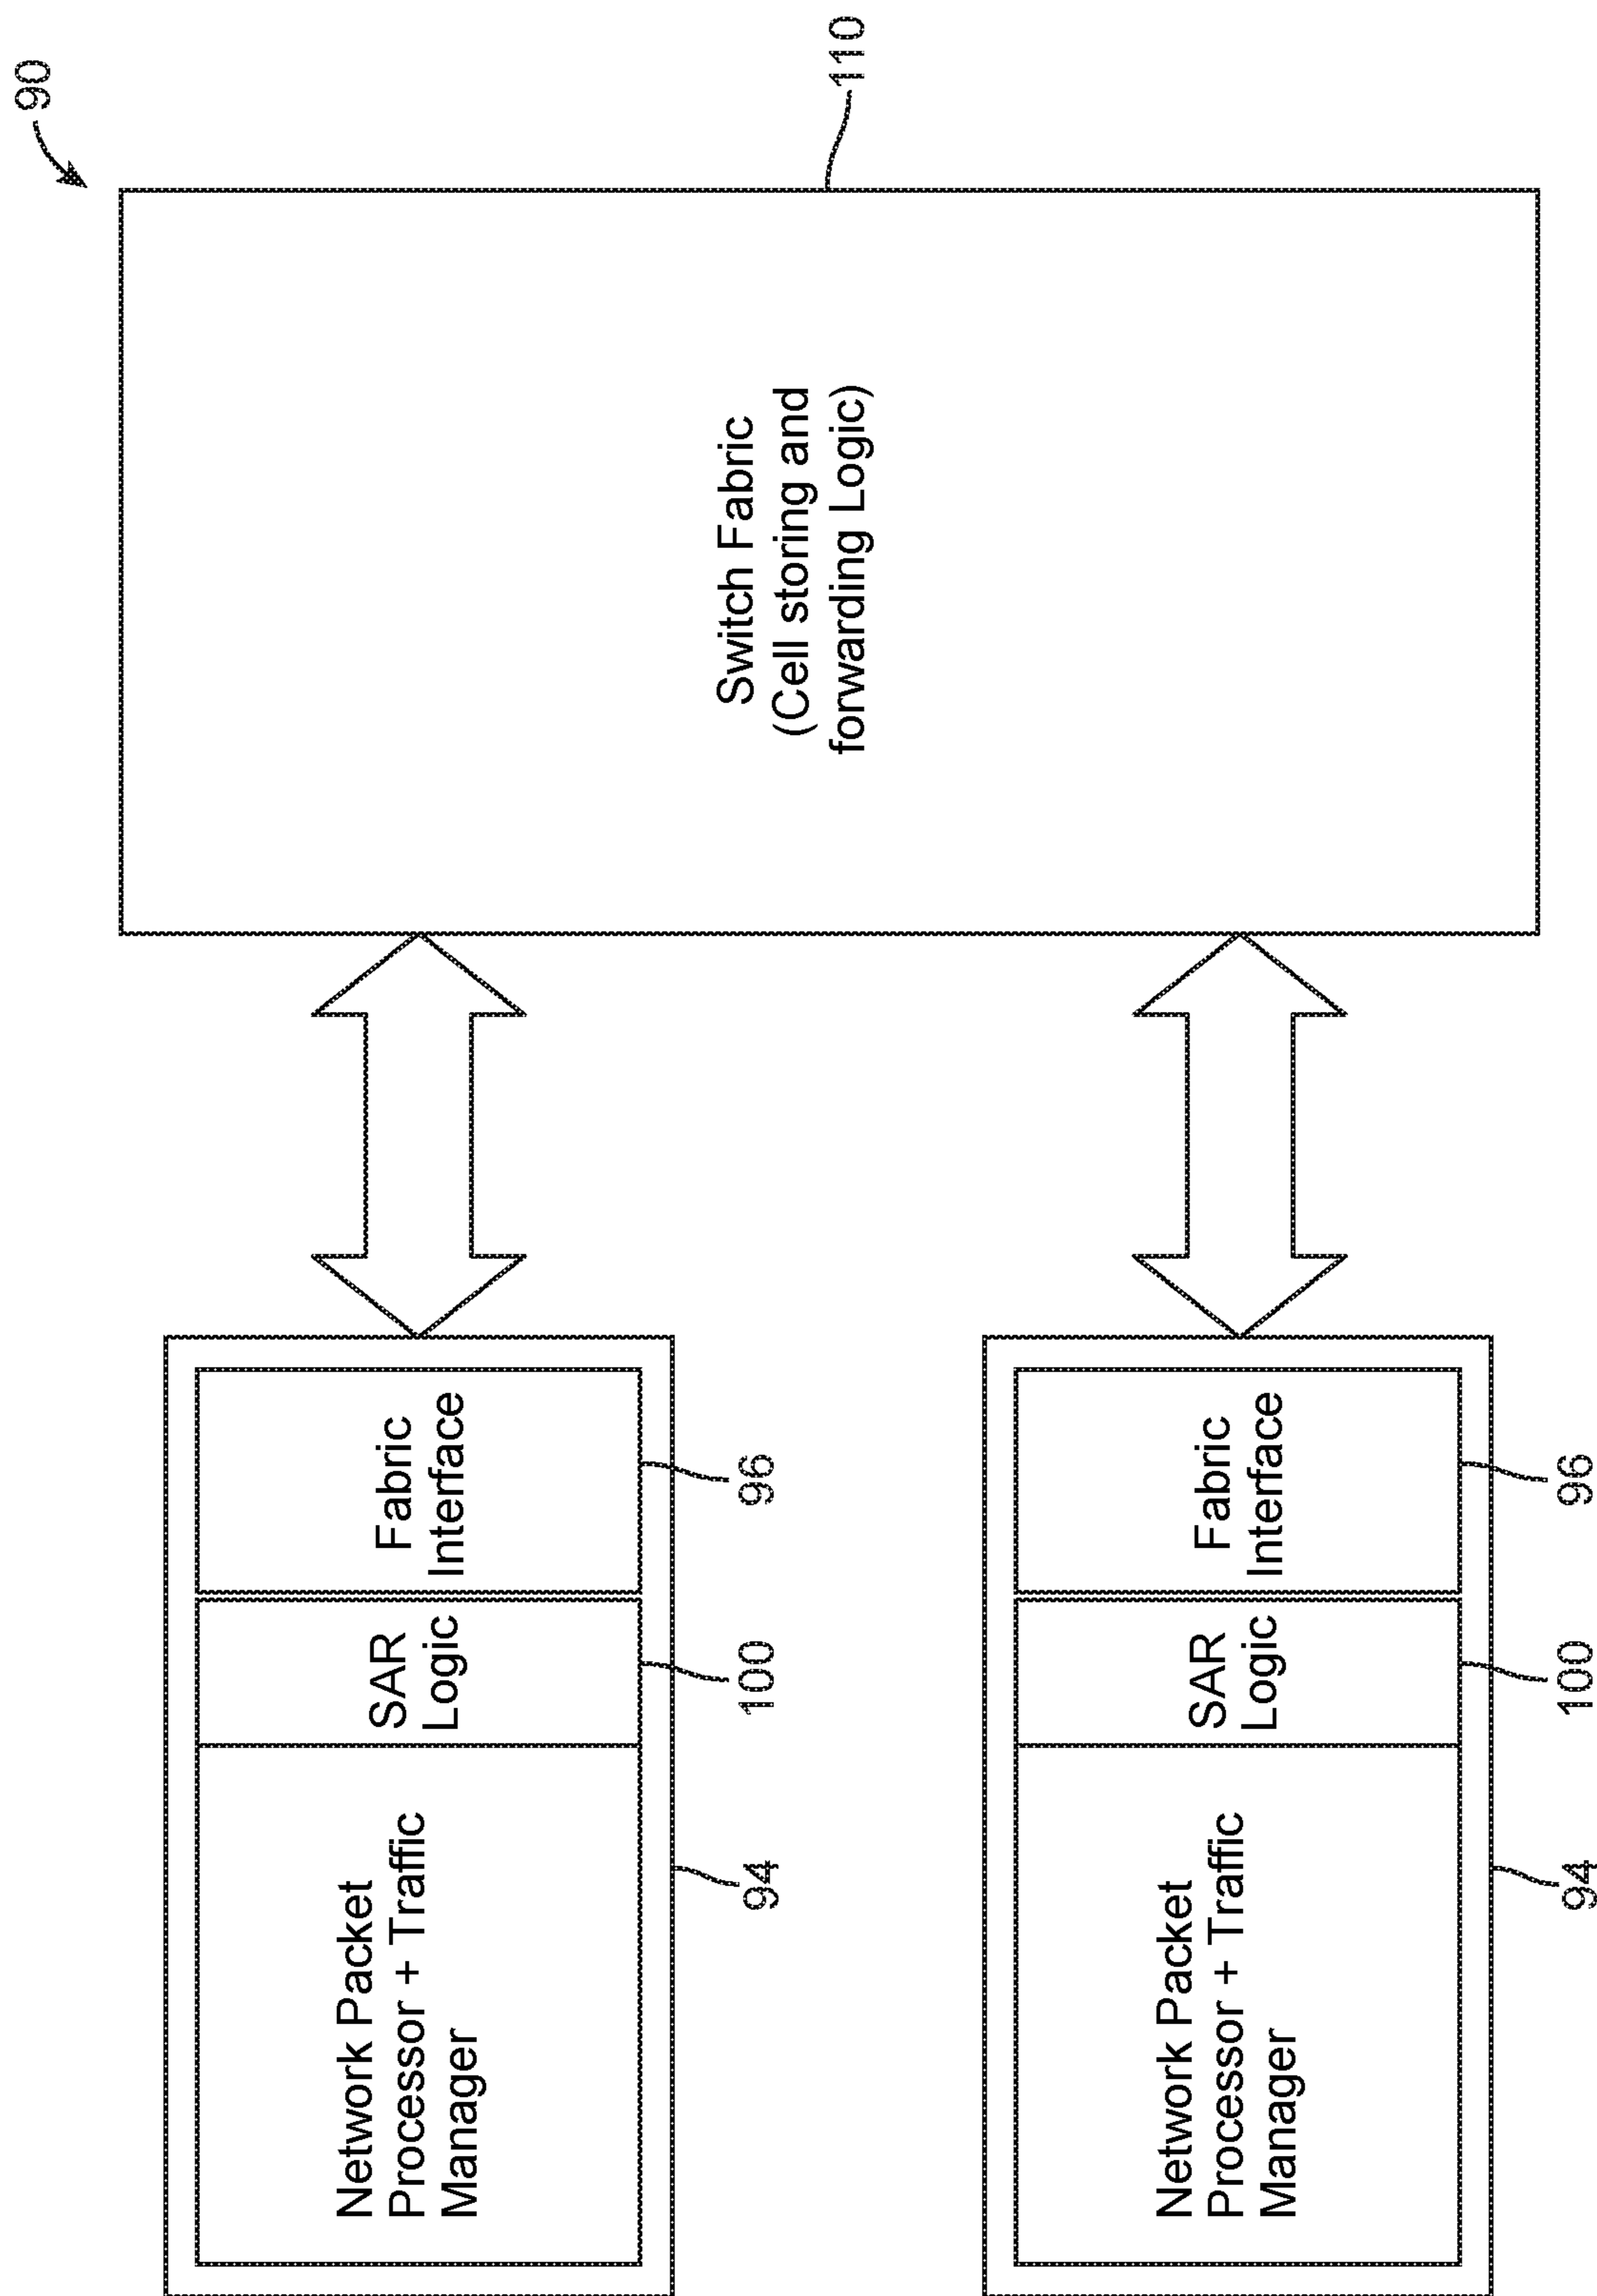 90
110
Switch Fabric
(Cell storing and
forwarding Logic)
Network Packet
Processor + Traffic
Manager
SAR
Logic
Fabric
Interface
94
100
96
Network Packet
Processor + Traffic
Manager
SAR
Logic
Fabric
Interface
94
100
96